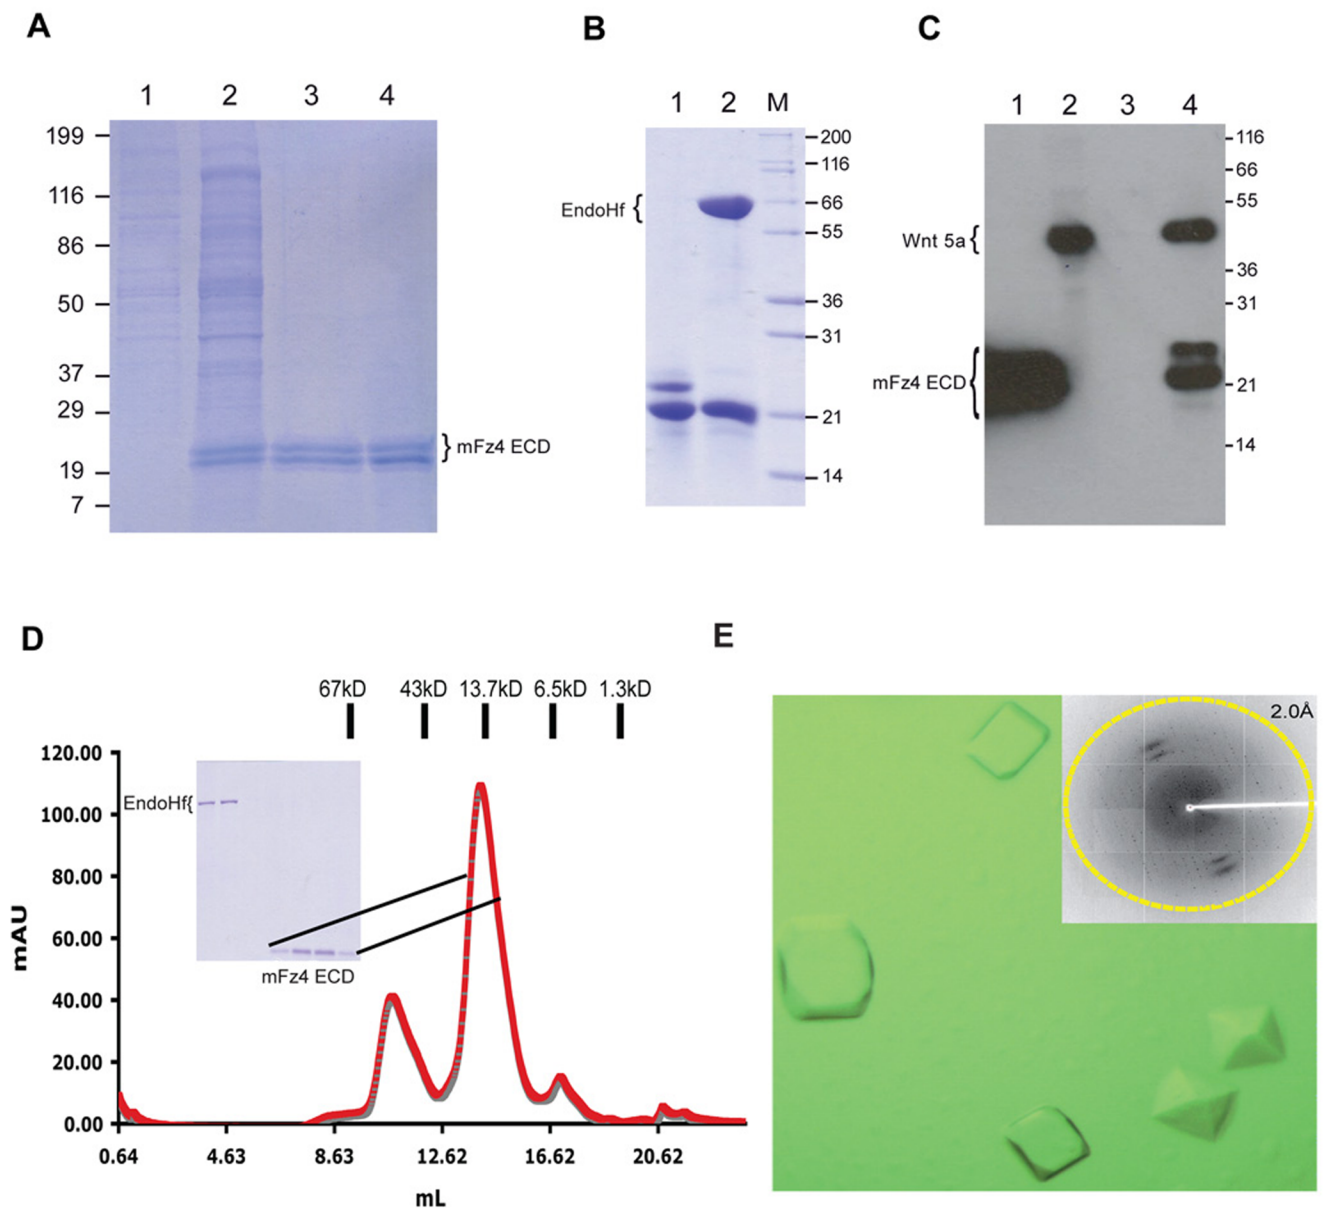 A
1 2 3 4
199
116
86
50
37
29
19
7
mFz4 ECD
B
1 2 M
EndoHf {
200
116
66
55
36
31
21
14
C
1 2 3 4
Wnt 5a {
mFz4 ECD
116
66
55
36
31
21
14
D
67kD 43kD 13.7kD 6.5kD 1.3kD
120.00
100.00
80.00
60.00
40.00
20.00
0.00
mAU
EndoHf{
mFz4 ECD
0.64 4.63 8.63 12.62 16.62 20.62
mL
E
2.0Å